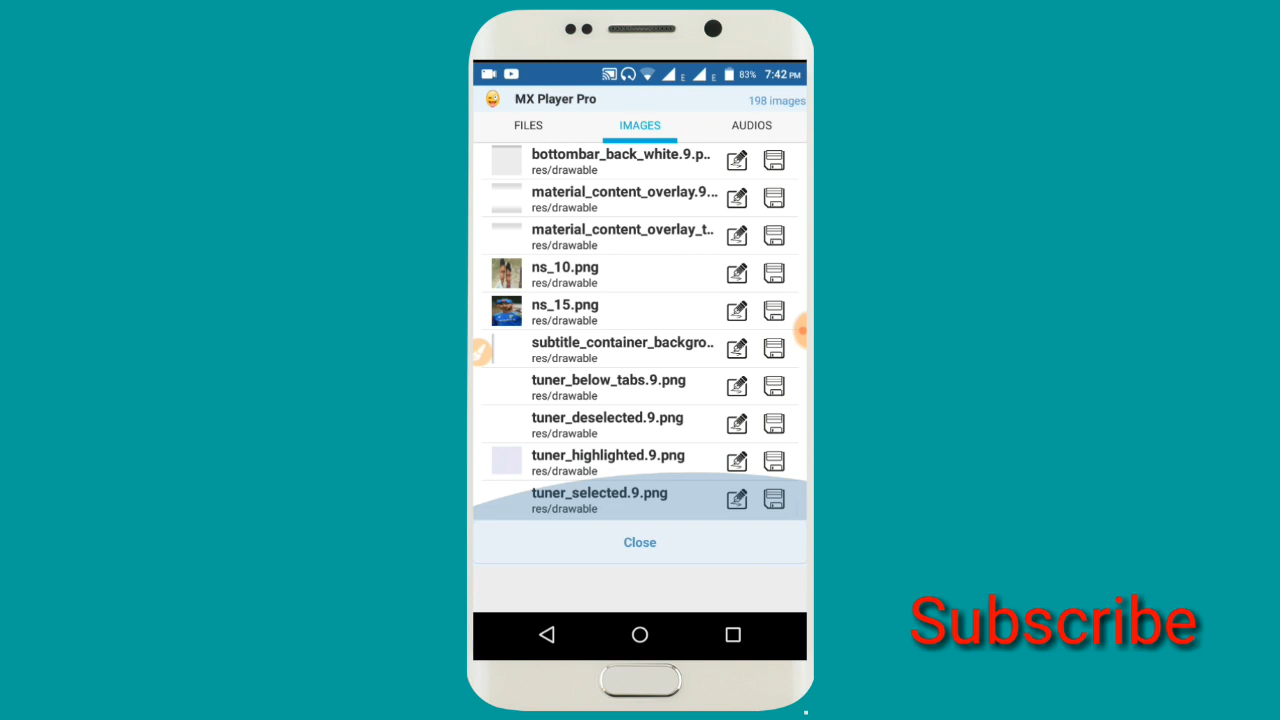 E
E
83%
7:42 PM
MX Player Pro
198 images
FILES
IMAGES
AUDIOS
bottombar_back_white.9.p..
res/drawable
material_content_overlay.9...
res/drawable
material_content_overlay_t..
res/drawable
ns_10.png
res/drawable
ns_15.png
res/drawable
subtitle_container_backgro..
res/drawable
tuner_below_tabs.9.png
res/drawable
tuner_deselected.9.png
res/drawable
tuner_highlighted.9.png
res/drawable
tuner_selected.9.png
res/drawable
Close
Subscribe